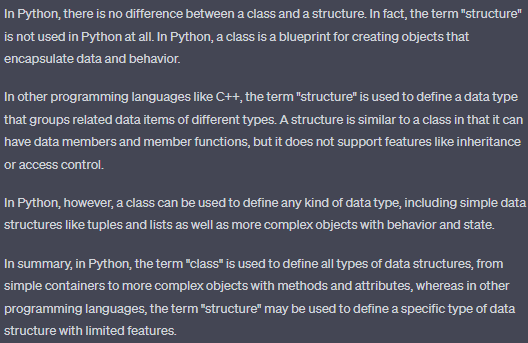 In Python, there is no difference between a class and a structure. In fact, the term "structure"
is not used in Python at all. In Python, a class is a blueprint for creating objects that
encapsulate data and behavior.
In other programming languages like C++, the term "structure" is used to define a data type
that groups related data items of different types. A structure is similar to a class in that it can
have data members and member functions, but it does not support features like inheritance
or access control.
In Python, however, a class can be used to define any kind of data type, including simple data
structures like tuples and lists as well as more complex objects with behavior and state.
In summary, in Python, the term "class" is used to define all types of data structures, from
simple containers to more complex objects with methods and attributes, whereas in other
programming languages, the term "structure" may be used to define a specific type of data
structure with limited features.